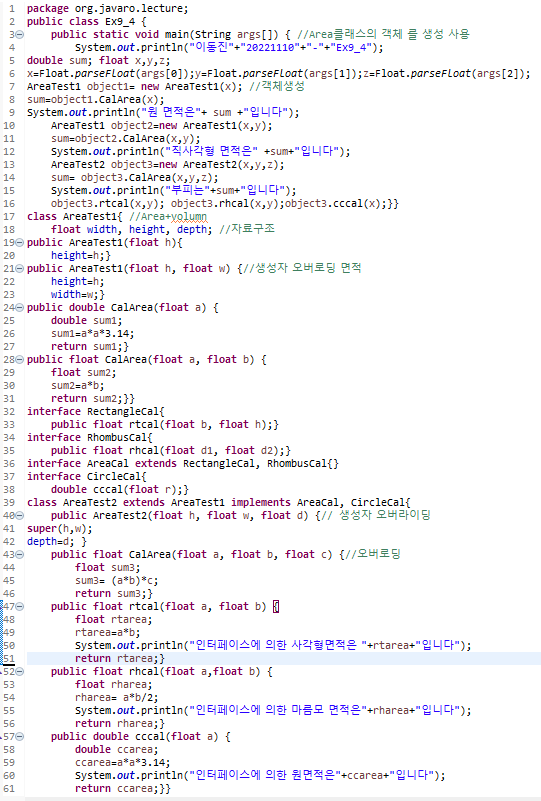 1 package org.javaro.lecture;
2 public class Ex9_4 {
3 public static void main(String args[]) { //Area클래스의 객체 를 생성 사용
4 System.out.println("이동진"+"20221110"+"-"+"Ex9_4");
5 double sum; float x,y,z;
6 x=Float.parseFloat(args[0]);y=Float.parseFloat(args[1]);z=Float.parseFloat(args[2]);
7 AreaTest1 object1= new AreaTest1(x); //객체생성
8 sum=object1.CalArea(x);
9 System.out.println("원 면적은"+ sum +"입니다");
10 AreaTest1 object2=new AreaTest1(x,y);
11 sum=object2.CalArea(x,y);
12 System.out.println("직사각형 면적은" +sum+"입니다");
13 AreaTest2 object3=new AreaTest2(x,y,z);
14 sum= object3.CalArea(x,y,z);
15 System.out.println("부피는"+sum+"입니다");
16 object3.rtcal(x,y); object3.rhcal(x,y);object3.cccal(x);}}
17 class AreaTest1{ //Area+volumn
18 float width, height, depth; //자료구조
19 public AreaTest1(float h){
20 height=h;}
21 public AreaTest1(float h, float w) {//생성자 오버로딩 면적
22 height=h;
23 width=w;}
24 public double CalArea(float a) {
25 double sum1;
26 sum1=a*a*3.14;
27 return sum1;}
28 public float CalArea(float a, float b) {
29 float sum2;
30 sum2=a*b;
31 return sum2;}}
32 interface RectangleCal{
33 public float rtcal(float b, float h);}
34 interface RhombusCal{
35 public float rhcal(float d1, float d2);}
36 interface AreaCal extends RectangleCal, RhombusCal{}
37 interface CircleCal{
38 double cccal(float r);}
39 class AreaTest2 extends AreaTest1 implements AreaCal, CircleCal{
40 public AreaTest2(float h, float w, float d) {// 생성자 오버라이딩
41 super(h,w);
42 depth=d; }
43 public float CalArea(float a, float b, float c) {//오버로딩
44 float sum3;
45 sum3= (a*b)*c;
46 return sum3;}
47 public float rtcal(float a, float b) {
48 float rtarea;
49 rtarea=a*b;
50 System.out.println("인터페이스에 의한 사각형면적은 "+rtarea+"입니다");
51 return rtarea;}
52 public float rhcal(float a,float b) {
53 float rharea;
54 rharea= a*b/2;
55 System.out.println("인터페이스에 의한 마름모 면적은"+rharea+"입니다");
56 return rharea;}
57 public double cccal(float a) {
58 double ccarea;
59 ccarea=a*a*3.14;
60 System.out.println("인터페이스에 의한 원면적은"+ccarea+"입니다");
61 return ccarea;}}